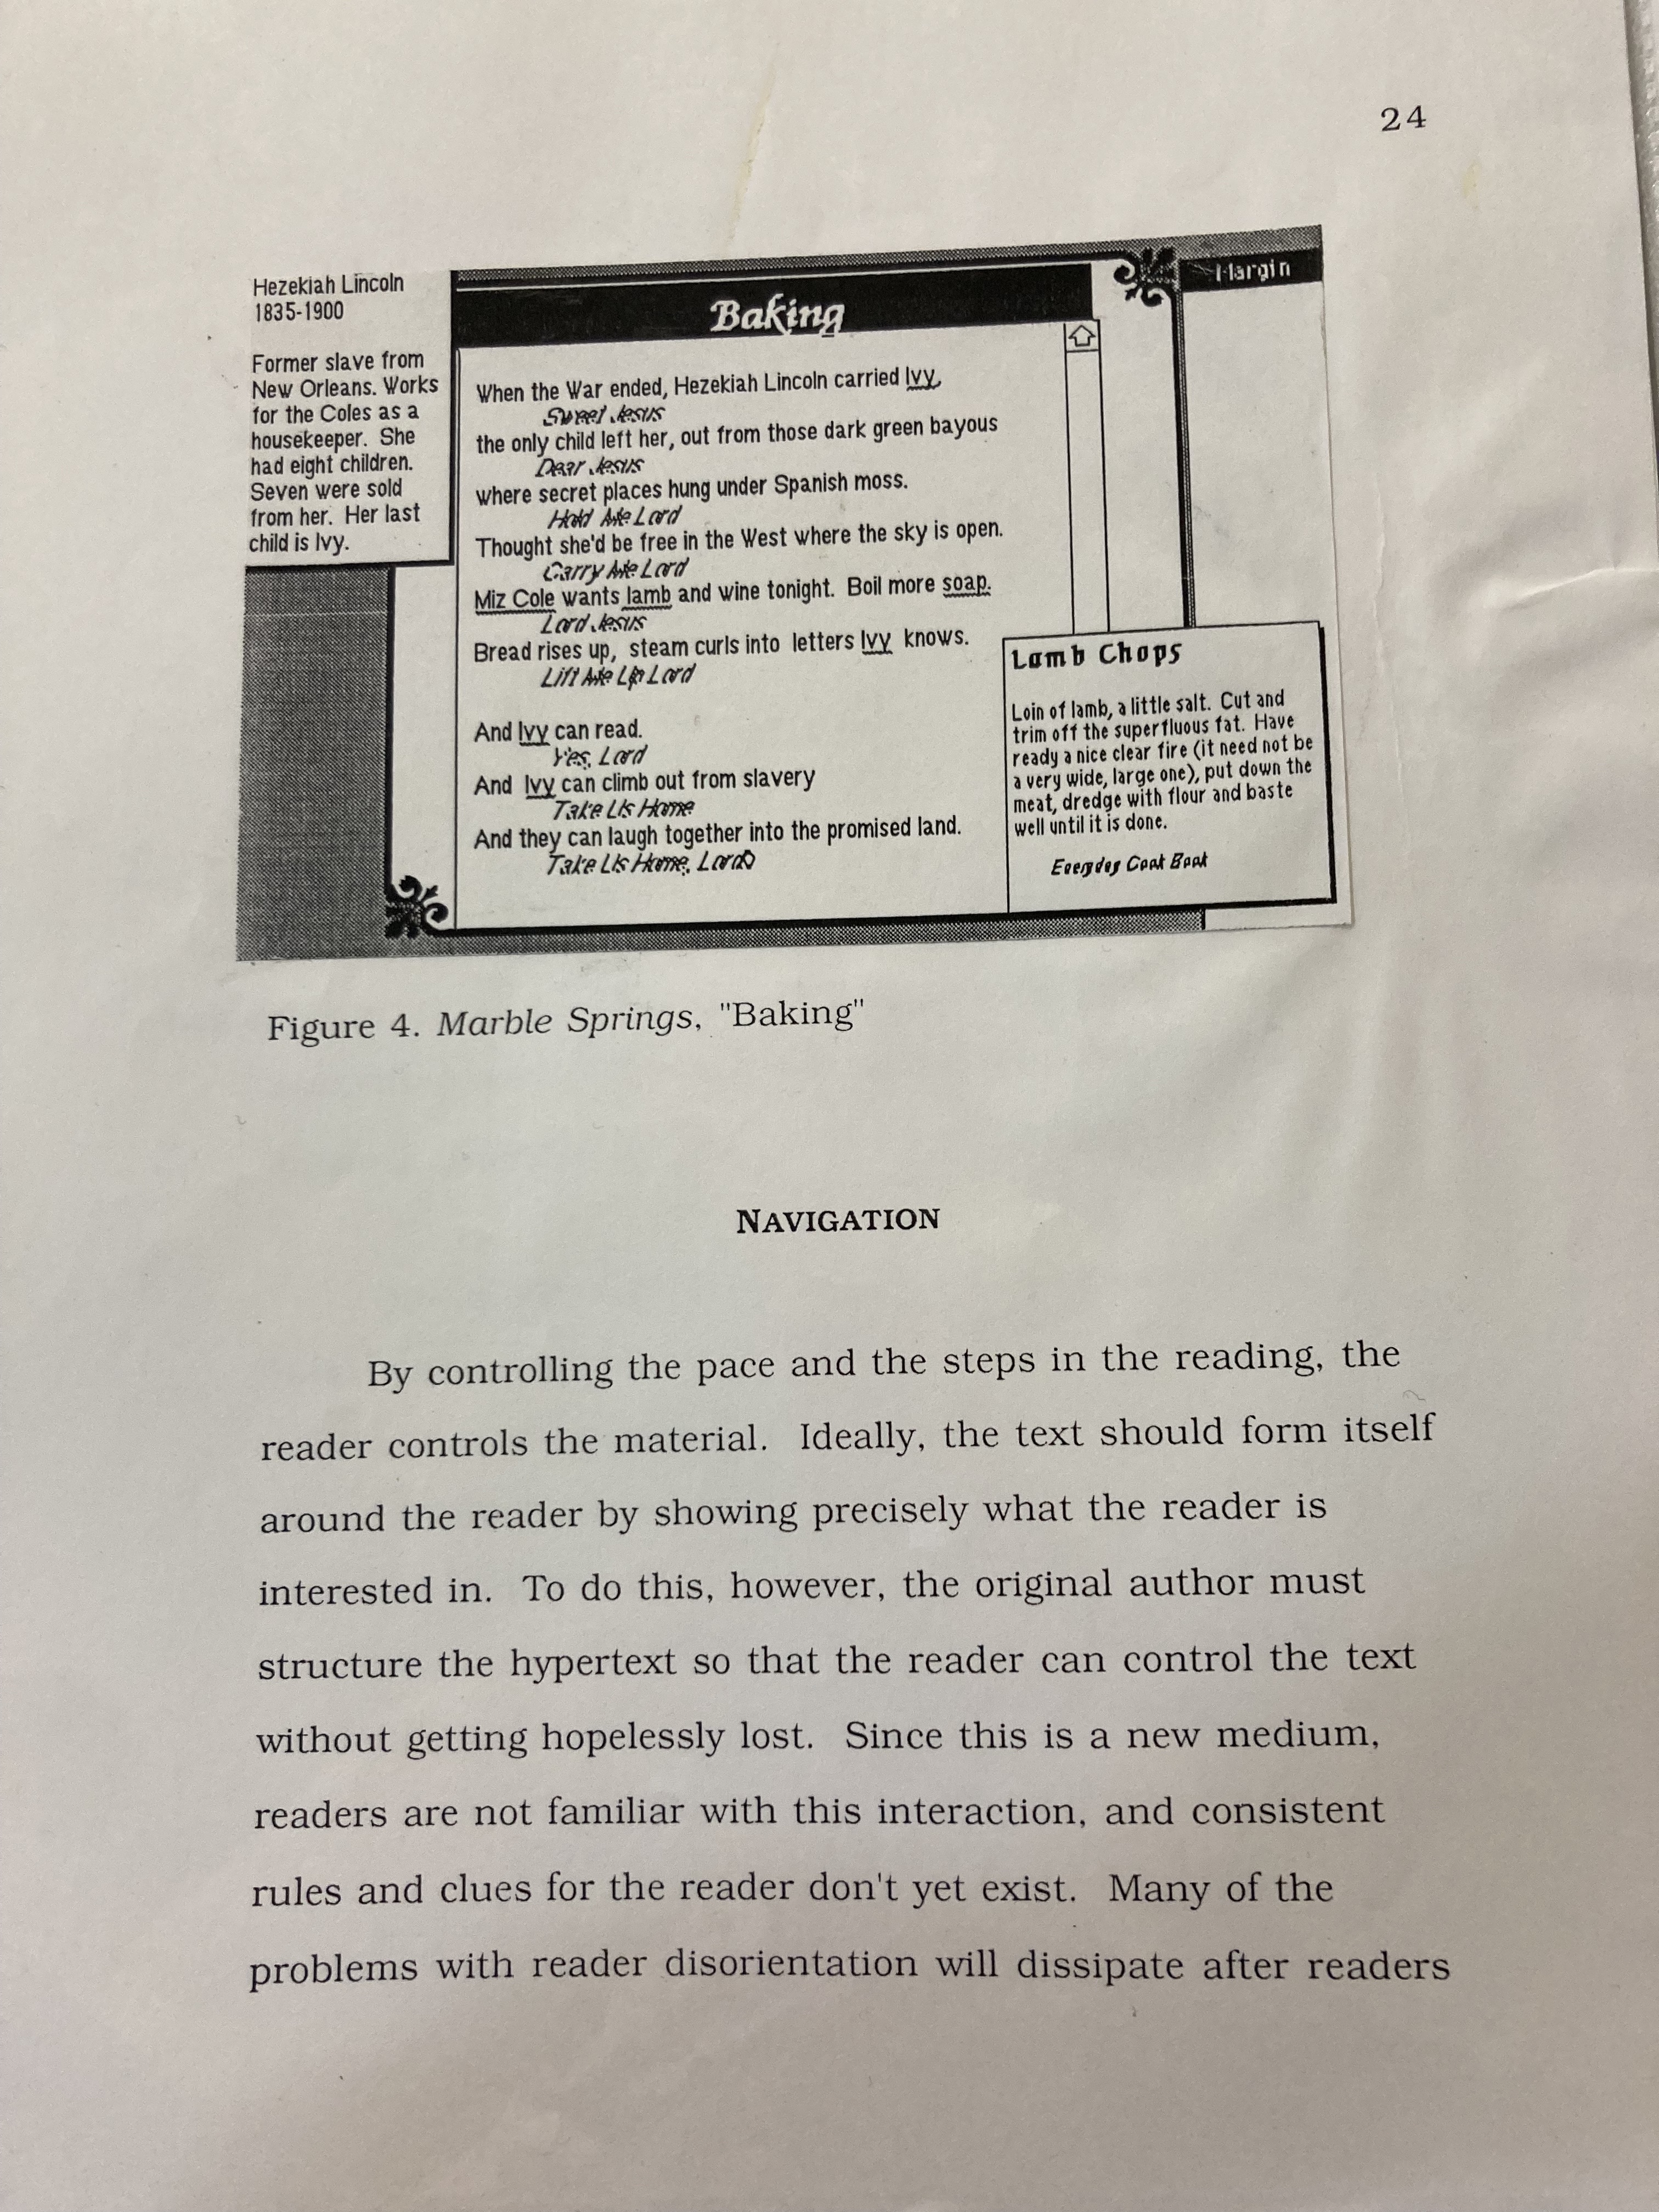 24
Hezekiah Lincoln
1835-1900
Former slave from
New Orleans. Works
for the Coles as a
housekeeper. She
had eight children.
Seven were sold
from her. Her last
child is Ivy.
Baking
When the War ended, Hezekiah Lincoln carried Ivy,
Sweet Jesus
the only child left her, out from those dark green bayous
Dear Jesus
where secret places hung under Spanish moss.
Hold Me Lord
Thought she'd be free in the West where the sky is open.
Carry Me Lord
Miz Cole wants lamb and wine tonight. Boil more soap.
Lord Jesus
Bread rises up, steam curls into letters Ivy knows.
Lift Me Up Lord
And Ivy can read.
Yes, Lord
And Ivy can climb out from slavery
Take Us Home
And they can laugh together into the promised land.
Take Us Home, Lord
Margin
Lamb Chops
Loin of lamb, a little salt. Cut and
trim off the superfluous fat. Have
ready a nice clear fire (it need not be
a very wide, large one), put down the
meat, dredge with flour and baste
well until it is done.
Everyday Cook Book
Figure 4. Marble Springs, "Baking"
NAVIGATION
By controlling the pace and the steps in the reading, the
reader controls the material. Ideally, the text should form itself
around the reader by showing precisely what the reader is
interested in. To do this, however, the original author must
structure the hypertext so that the reader can control the text
without getting hopelessly lost. Since this is a new medium,
readers are not familiar with this interaction, and consistent
rules and clues for the reader don't yet exist. Many of the
problems with reader disorientation will dissipate after readers